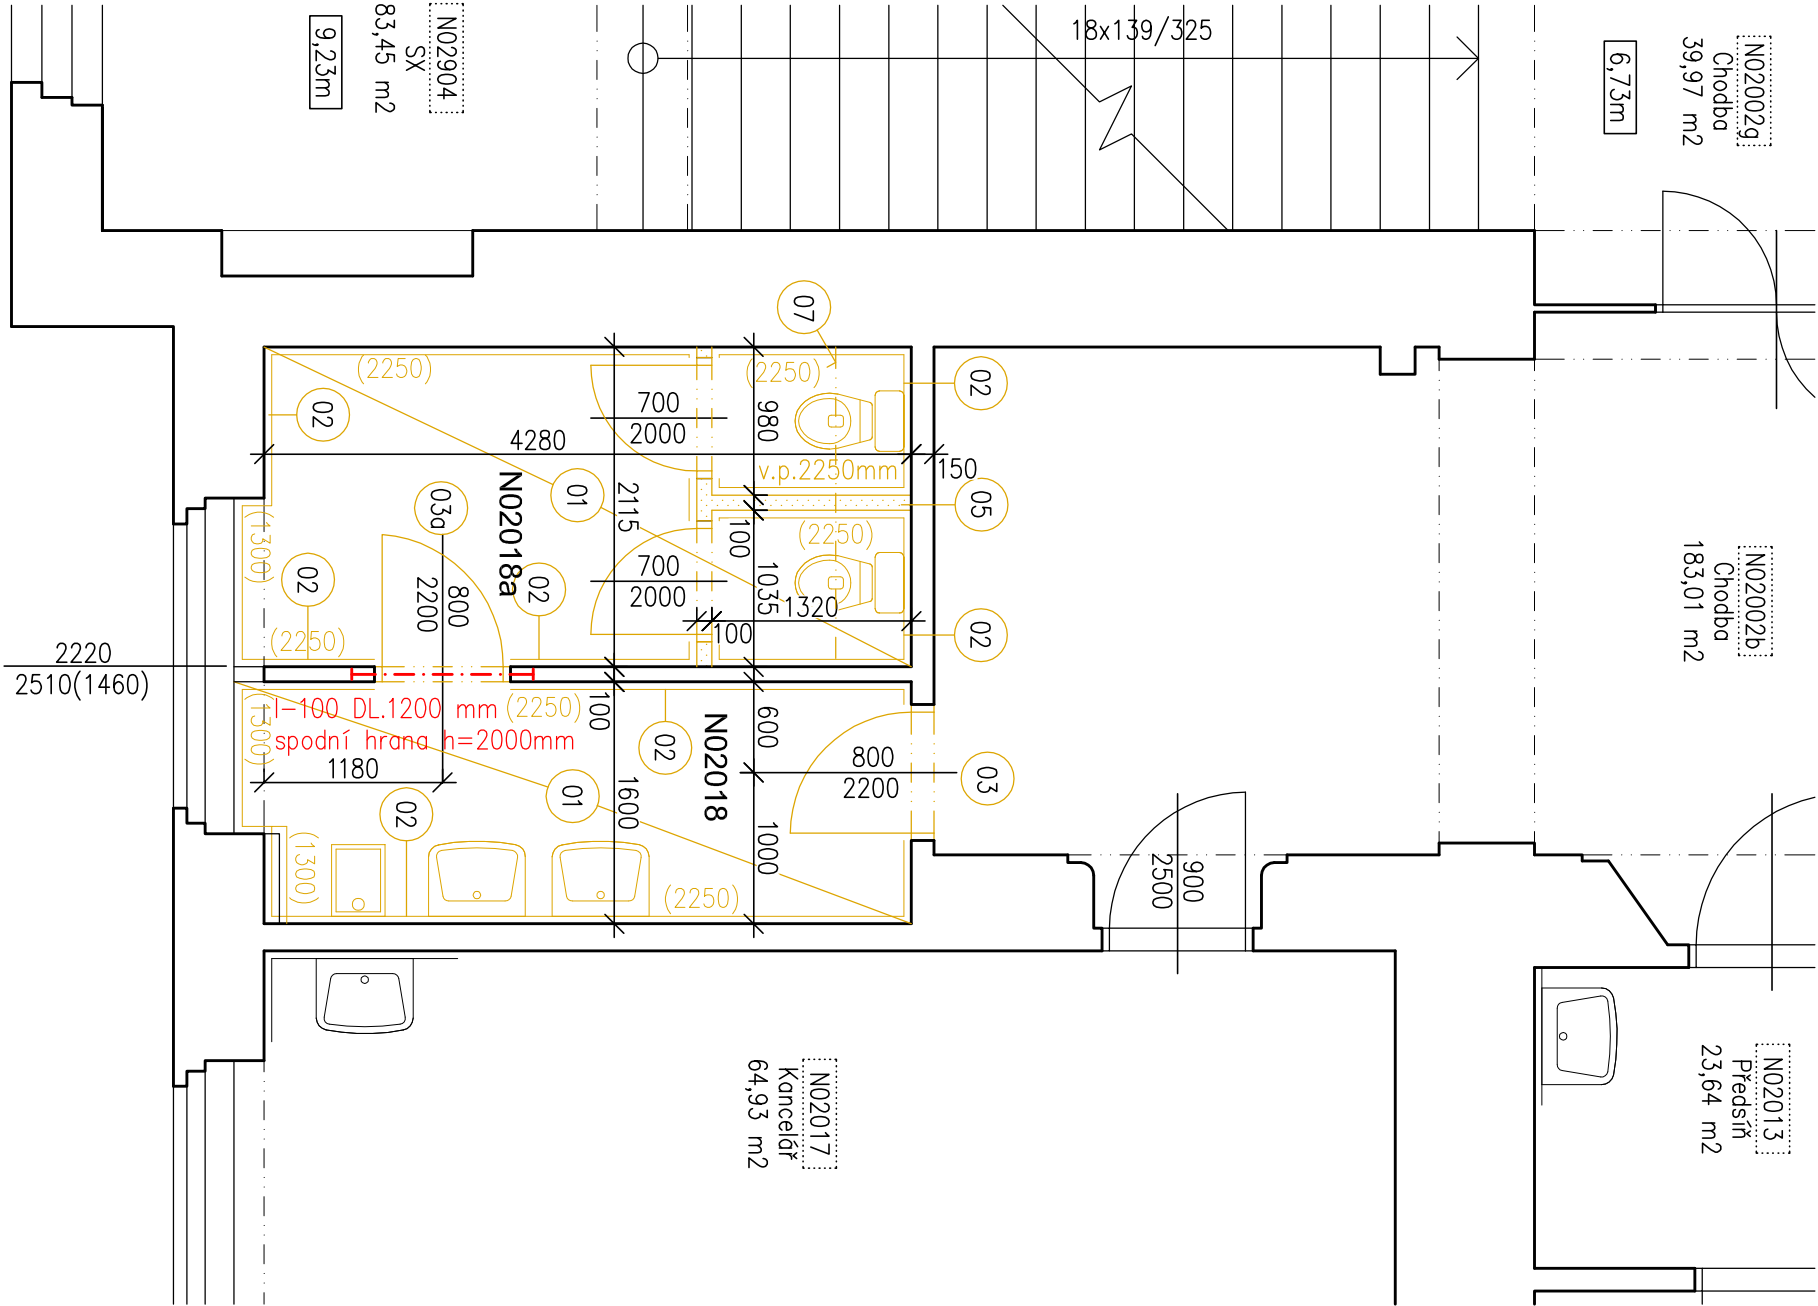 N02904
SX
83,45 m2
9,23m
18x139/325
N02002g
Chodba
39,97 m2
6,73m
07
(2250)
(2250)
02
02
700
2000
980
4280
150
v.p.2250mm
01
2115
03a
N02018a
05
100
(2250)
(1300)
02
02
700
2000
1035
1320
800
2200
(2250)
100
02
N02002b
Chodba
183,01 m2
2220
2510(1460)
I-100 DL.1200 mm
(2250)
spodní hrana h=2000mm
(1300)
100
02
N02018
600
1180
800
2200
03
01
1600
02
1000
(1300)
(2250)
900
2500
N02017
Kancelář
64,93 m2
N02013
Předsíň
23,64 m2